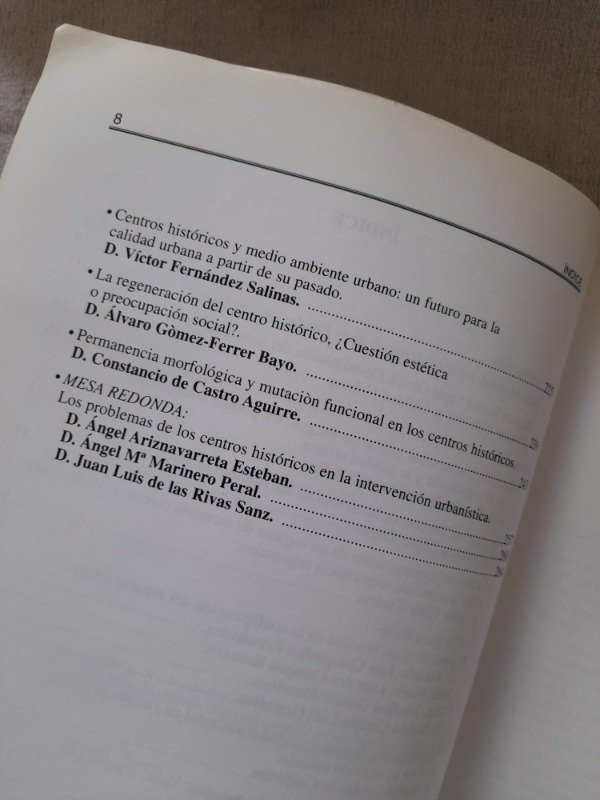 8
ÍNDICE
• Centros históricos y medio ambiente urbano: un futuro para la
calidad urbana a partir de su pasado.
D. Víctor Fernández Salinas. ........ 225
• La regeneración del centro histórico, ¿Cuestión estética
o preocupación social?.
D. Álvaro Gòmez-Ferrer Bayo. ........
• Permanencia morfológica y mutaciòn funcional en los centros históricos.
D. Constancio de Castro Aguirre. ........
• MESA REDONDA:
Los problemas de los centros históricos en la intervención urbanística.
D. Ángel Ariznavarreta Esteban. ........ 257
D. Ángel Mª Marinero Peral. ........
D. Juan Luis de las Rivas Sanz. ........